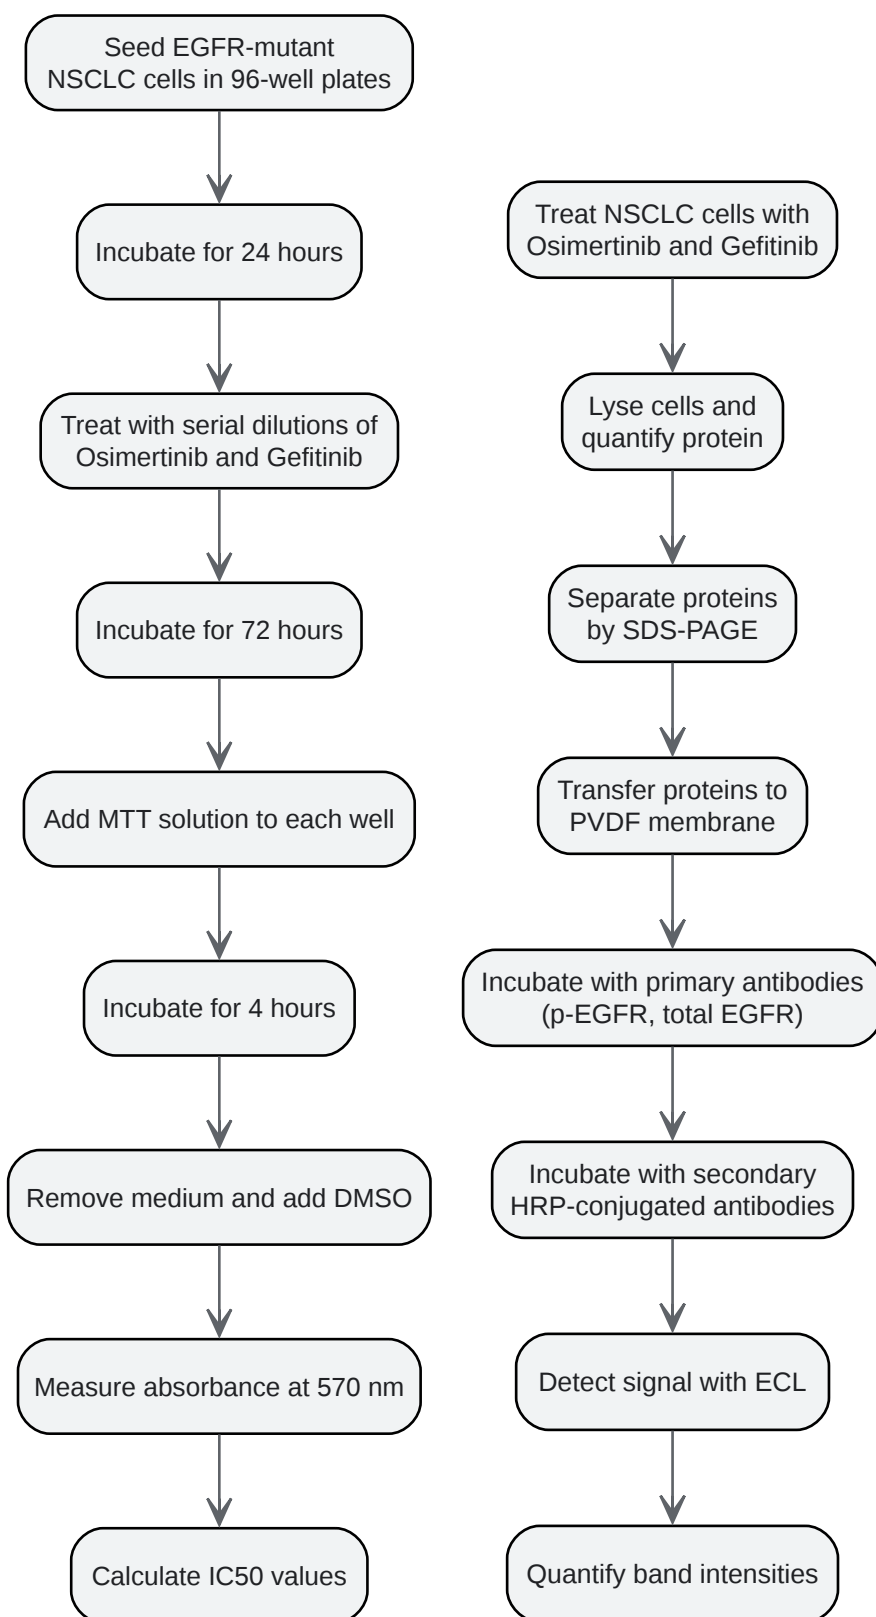 Seed EGFR-mutant
NSCLC cells in 96-well plates
Incubate for 24 hours
Treat with serial dilutions of
Osimertinib and Gefitinib
Incubate for 72 hours
Add MTT solution to each well
Incubate for 4 hours
Remove medium and add DMSO
Measure absorbance at 570 nm
Calculate IC50 values
Treat NSCLC cells with
Osimertinib and Gefitinib
Lyse cells and
quantify protein
Separate proteins
by SDS-PAGE
Transfer proteins to
PVDF membrane
Incubate with primary antibodies
(p-EGFR, total EGFR)
Incubate with secondary
HRP-conjugated antibodies
Detect signal with ECL
Quantify band intensities